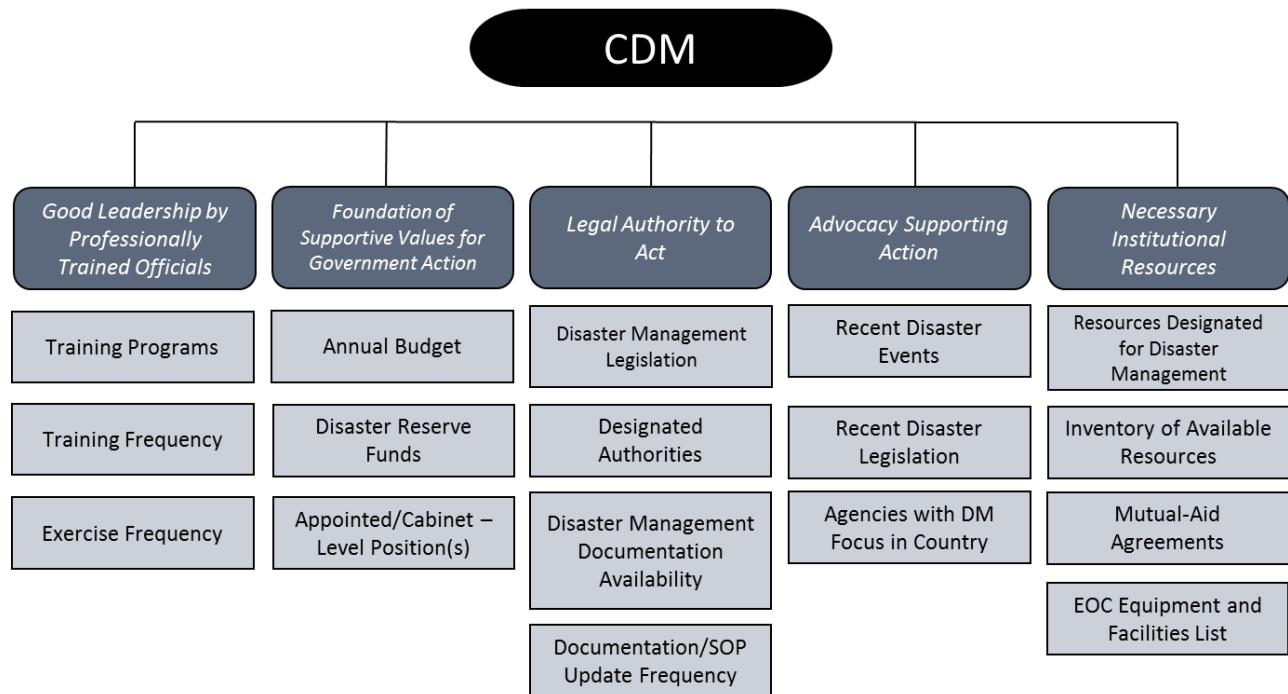 CDM
Good Leadership by
Professionally
Trained Officials
Training Programs
Training Frequency
Exercise Frequency
Foundation of
Supportive Values for
Government Action
Annual Budget
Disaster Reserve
Funds
Appointed/Cabinet –
Level Position(s)
Legal Authority to
Act
Disaster Management
Legislation
Designated
Authorities
Disaster Management
Documentation
Availability
Documentation/SOP
Update Frequency
Advocacy Supporting
Action
Recent Disaster
Events
Recent Disaster
Legislation
Agencies with DM
Focus in Country
Necessary
Institutional
Resources
Resources Designated
for Disaster
Management
Inventory of Available
Resources
Mutual-Aid
Agreements
EOC Equipment and
Facilities List